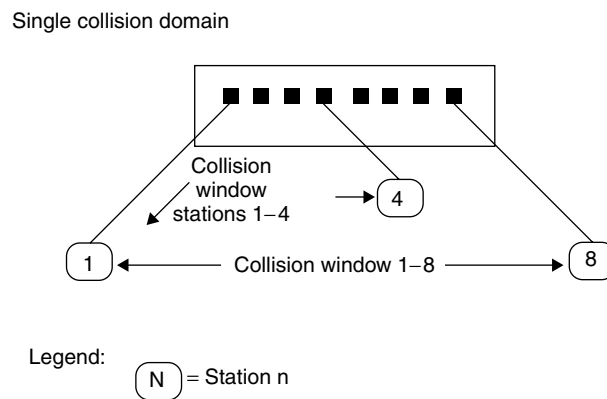 Single collision domain
Collision
window
stations 1–4
4
1
Collision window 1–8
8
Legend:
N = Station n